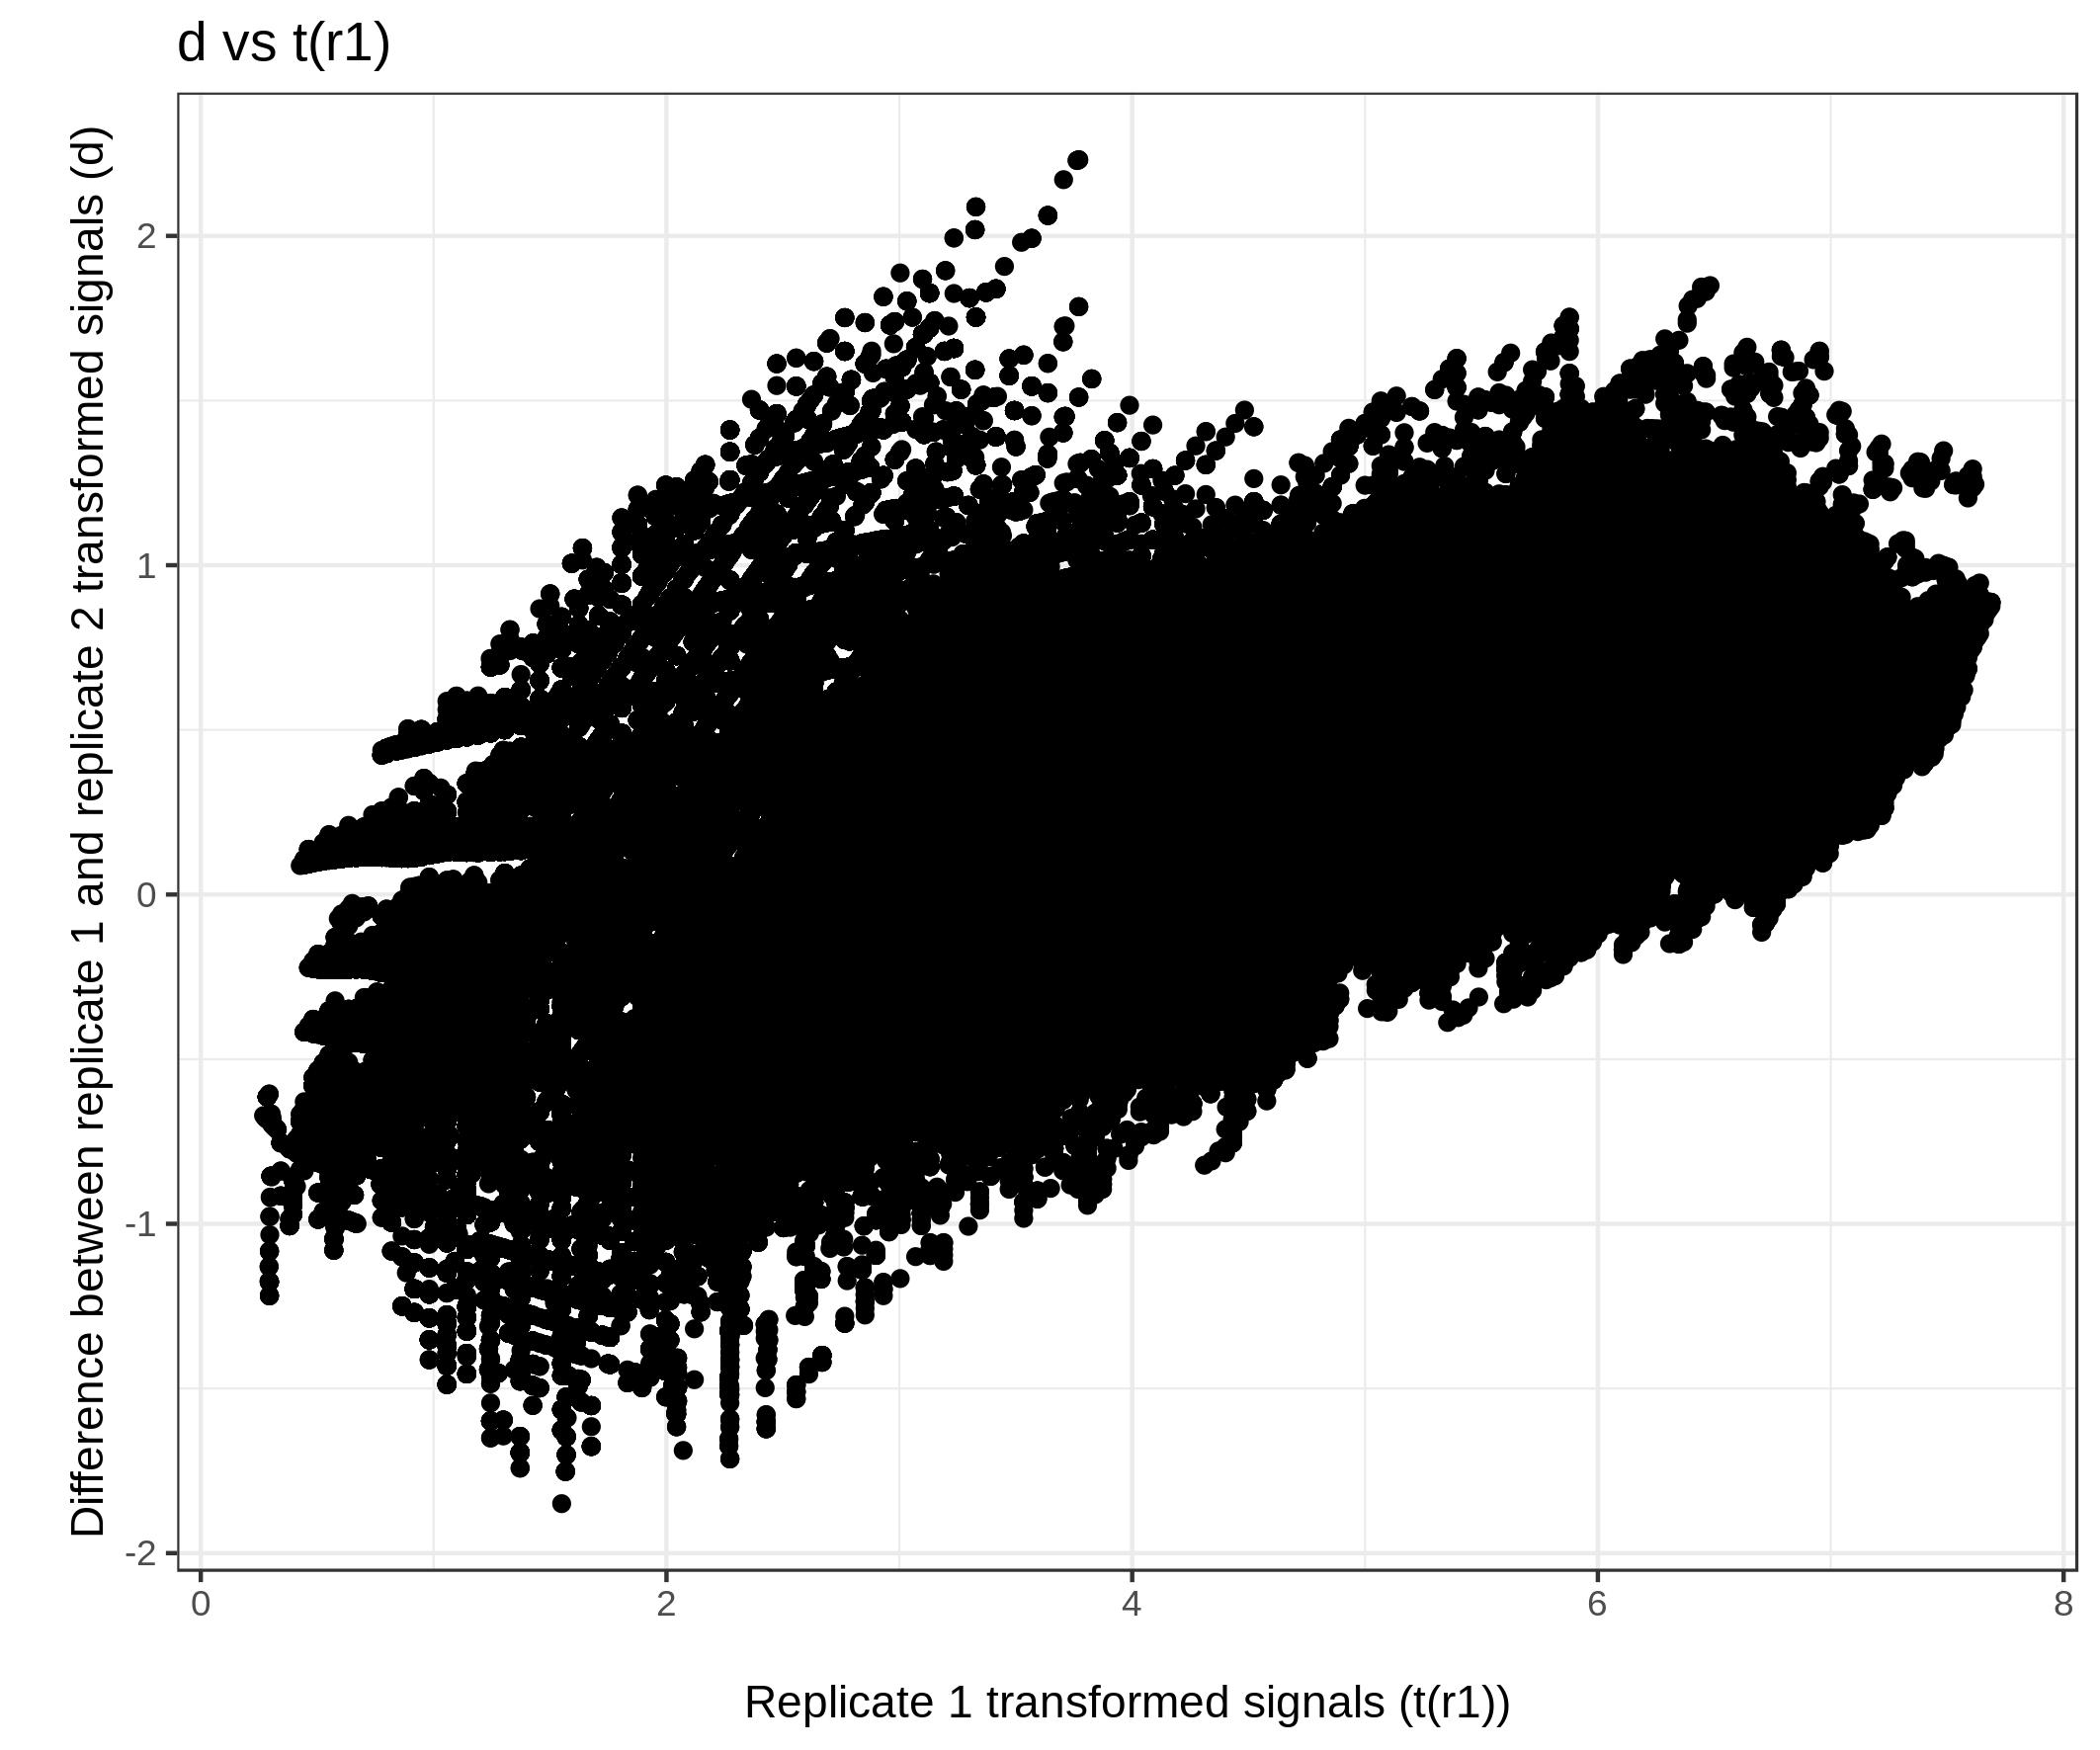 d vs t(r1)
Difference between replicate 1 and replicate 2 transformed signals (d)
2
1
0
-1
-2
0 2 4 6 8
Replicate 1 transformed signals (t(r1))